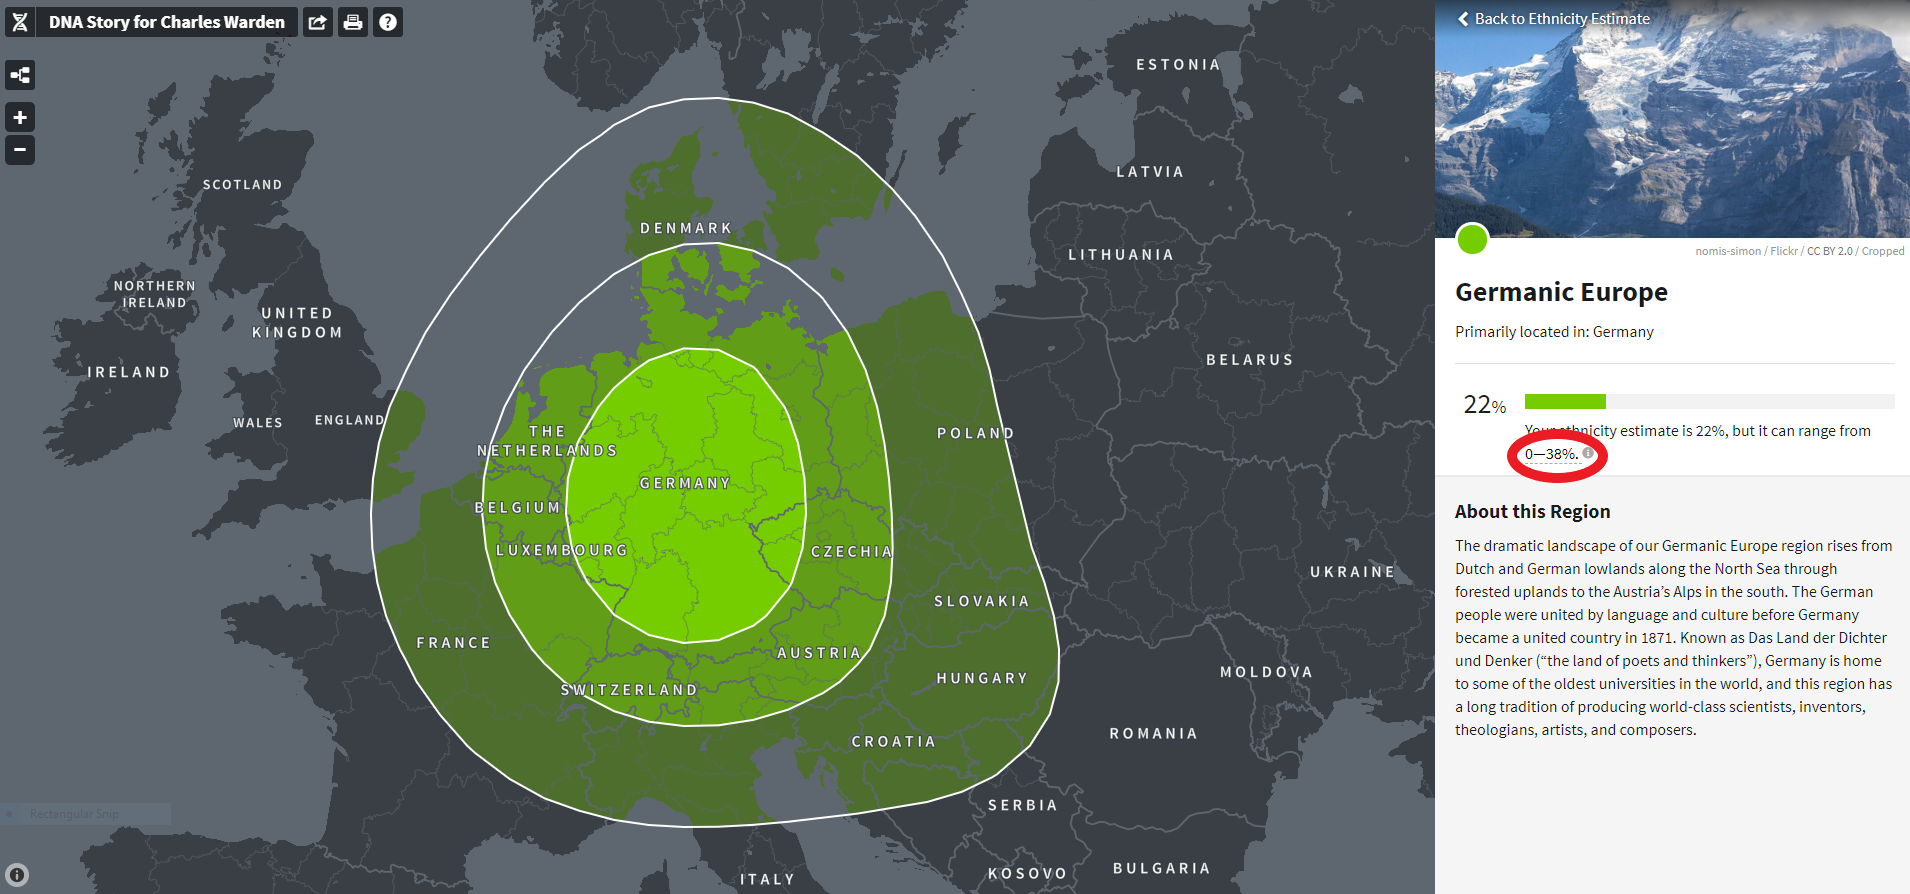 DNA Story for Charles Warden
+
−
ESTONIA
LATVIA
LITHUANIA
BELARUS
SCOTLAND
DENMARK
NORTHERN
IRELAND
UNITED
KINGDOM
IRELAND
WALES
ENGLAND
THE
NETHERLANDS
POLAND
GERMANY
BELGIUM
LUXEMBOURG
CZECHIA
UKRAINE
SLOVAKIA
FRANCE
AUSTRIA
SWITZERLAND
HUNGARY
MOLDOVA
CROATIA
ROMANIA
SERBIA
Rectangular Snip
ITALY
KOSOVO
BULGARIA
Back to Ethnicity Estimate
nomis-simon / Flickr / CC BY 2.0 / Cropped
Germanic Europe
Primarily located in: Germany
22%
Your ethnicity estimate is 22%, but it can range from
0—38%.
About this Region
The dramatic landscape of our Germanic Europe region rises from
Dutch and German lowlands along the North Sea through
forested uplands to the Austria’s Alps in the south. The German
people were united by language and culture before Germany
became a united country in 1871. Known as Das Land der Dichter
und Denker (“the land of poets and thinkers”), Germany is home
to some of the oldest universities in the world, and this region has
a long tradition of producing world-class scientists, inventors,
theologians, artists, and composers.